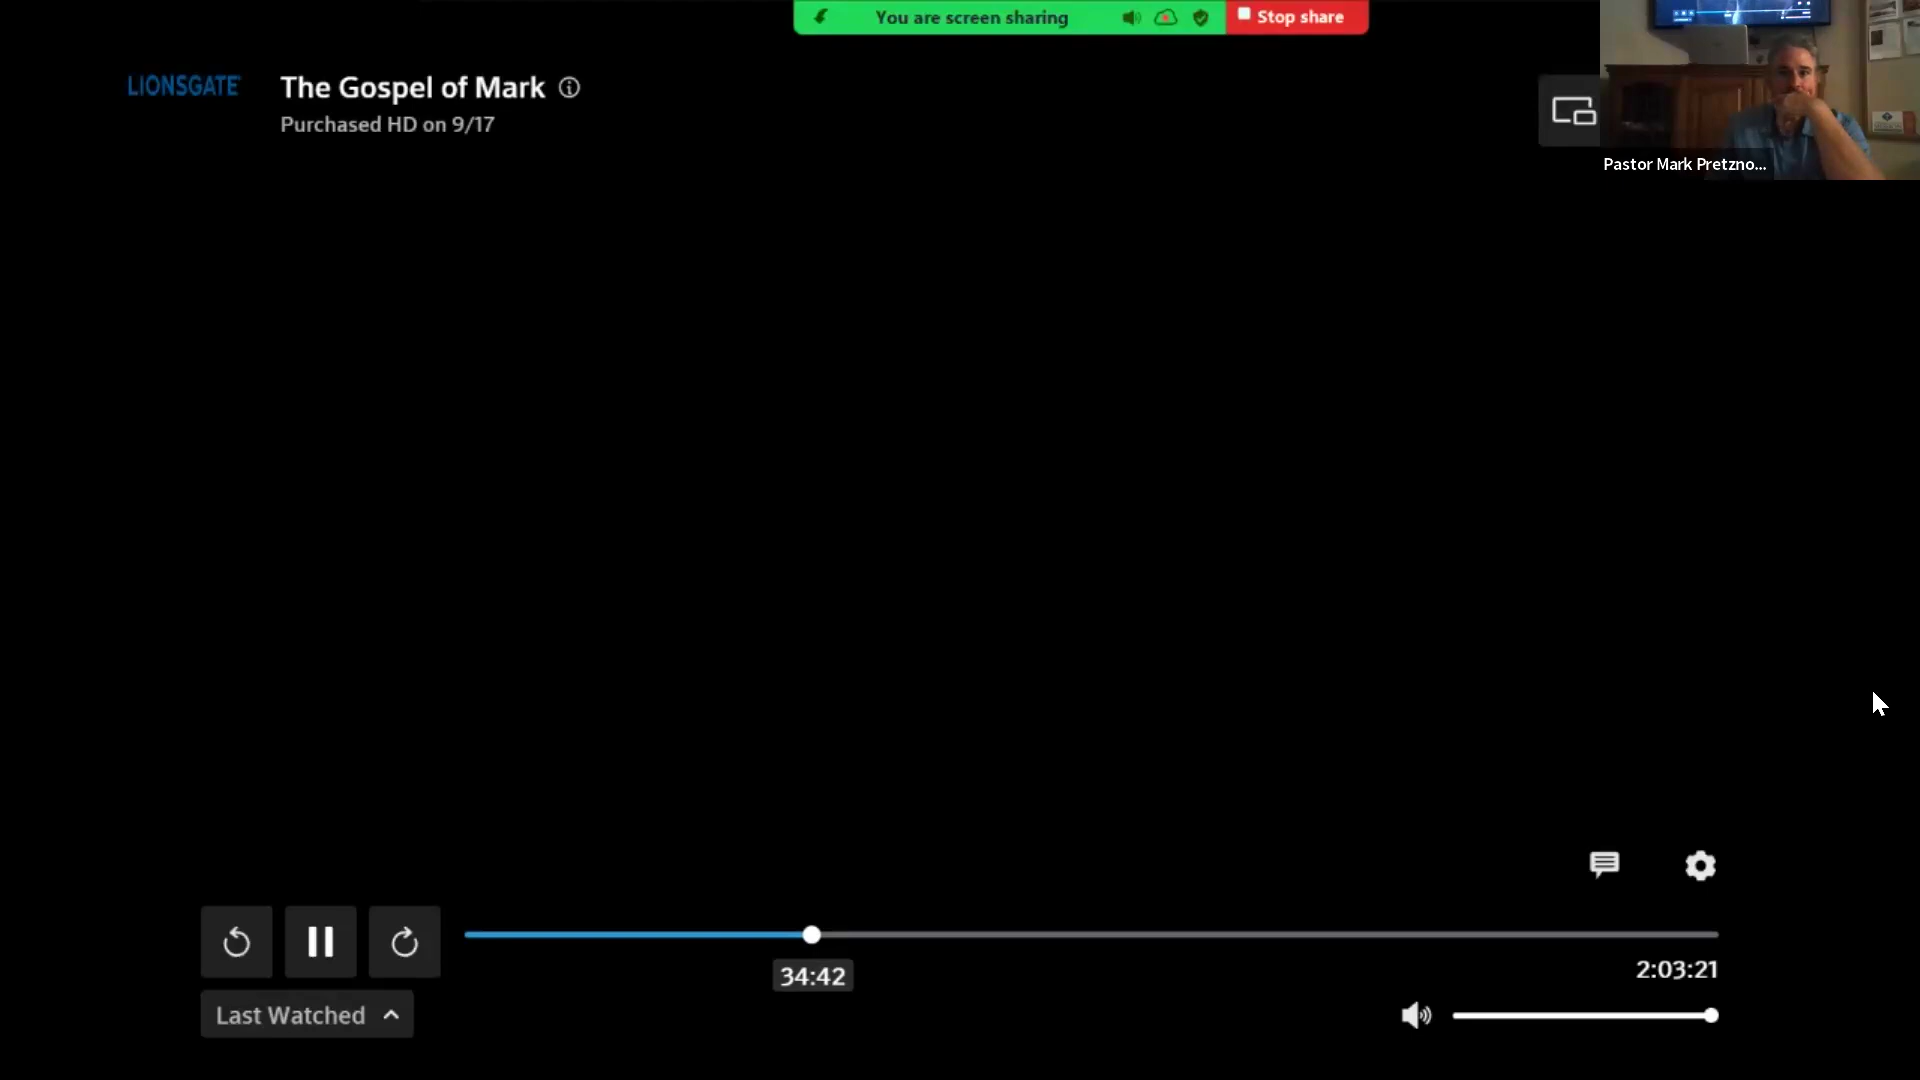 You are screen sharing
Stop share
LIONSGATE
The Gospel of Mark
Purchased HD on 9/17
Pastor Mark Pretzno...
34:42
2:03:21
Last Watched